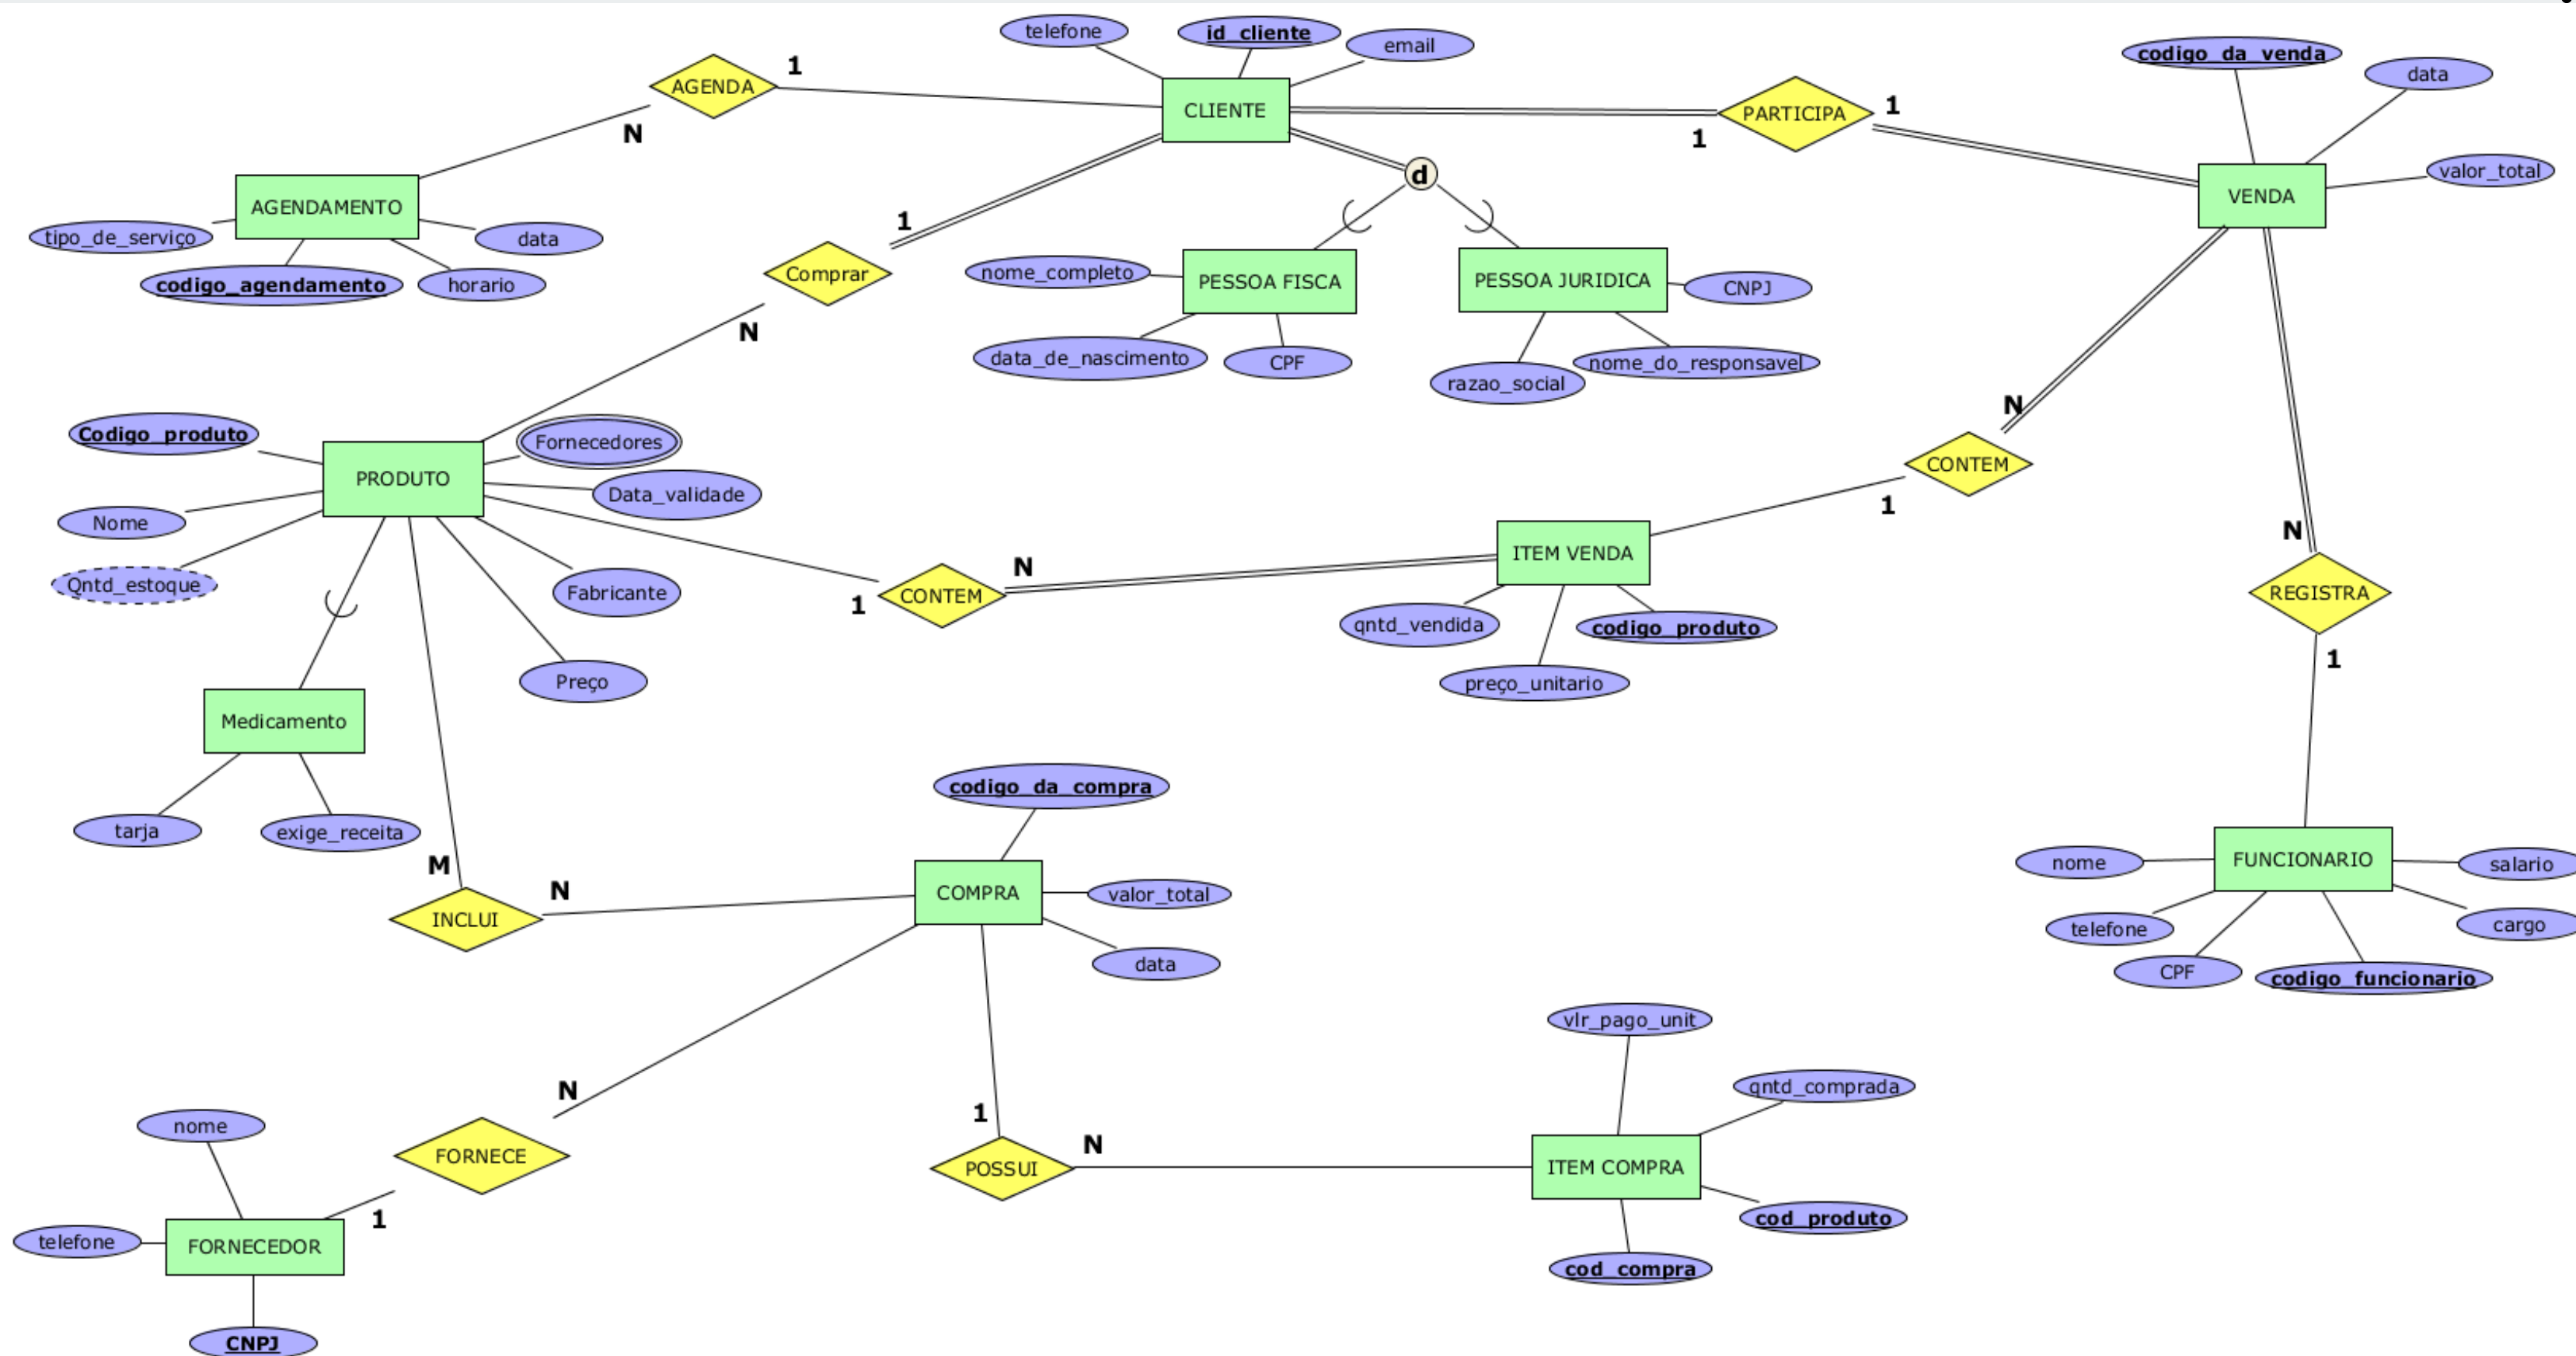 telefone
id_cliente
email
codigo_da_venda
data
AGENDA
1
CLIENTE
PARTICIPA
1
1
N
valor_total
VENDA
d
AGENDAMENTO
tipo_de_serviço
data
codigo_agendamento
horario
1
Comprar
N
nome_completo
PESSOA FISCA
PESSOA JURIDICA
CNPJ
data_de_nascimento
CPF
nome_do_responsavel
razao_social
N
CONTEM
1
Codigo_produto
Fornecedores
PRODUTO
Data_validade
Nome
Qntd_estoque
Fabricante
Preço
N
CONTEM
1
ITEM VENDA
qntd_vendida
codigo_produto
preço_unitario
N
REGISTRA
1
Medicamento
tarja
exige_receita
codigo_da_compra
M
N
INCLUI
COMPRA
valor_total
data
nome
FUNCIONARIO
salario
telefone
cargo
CPF
codigo_funcionario
vlr_pago_unit
qntd_comprada
N
FORNECE
1
1
POSSUI
N
ITEM COMPRA
cod_produto
cod_compra
nome
telefone
FORNECEDOR
CNPJ